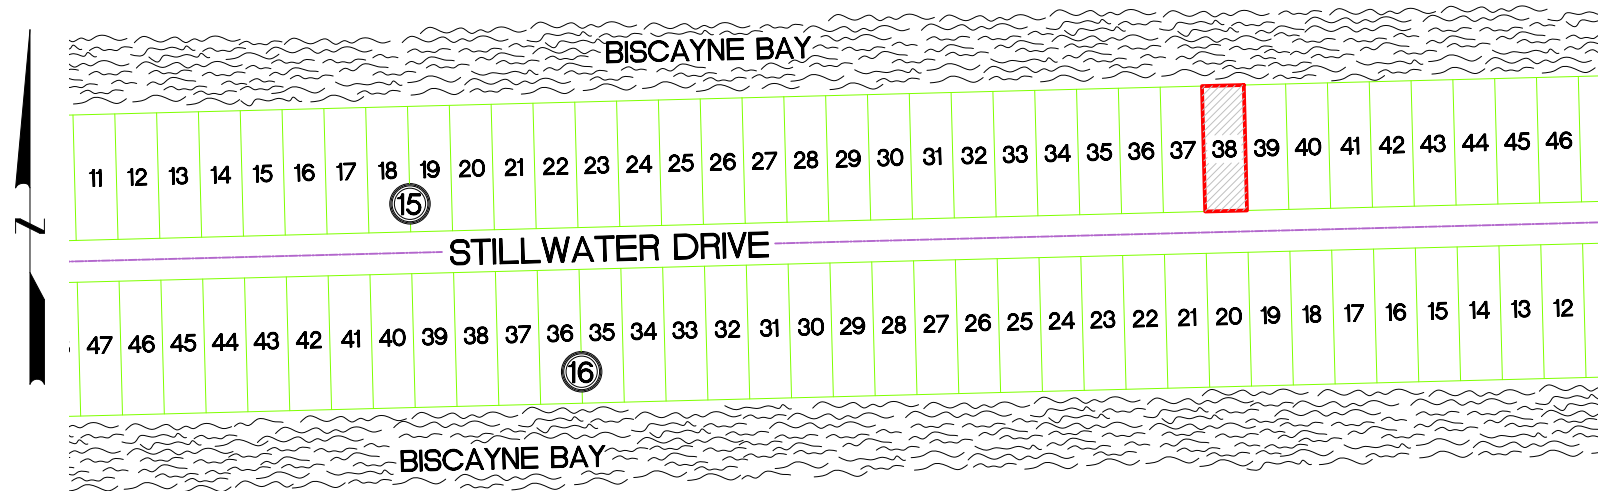 BISCAYNE BAY
11 12 13 14 15 16 17 18 19 20 21 22 23 24 25 26 27 28 29 30 31 32 33 34 35 36 37 38 39 40 41 42 43 44 45 46
15
STILLWATER DRIVE
47 46 45 44 43 42 41 40 39 38 37 36 35 34 33 32 31 30 29 28 27 26 25 24 23 22 21 20 19 18 17 16 15 14 13 12
16
BISCAYNE BAY
N